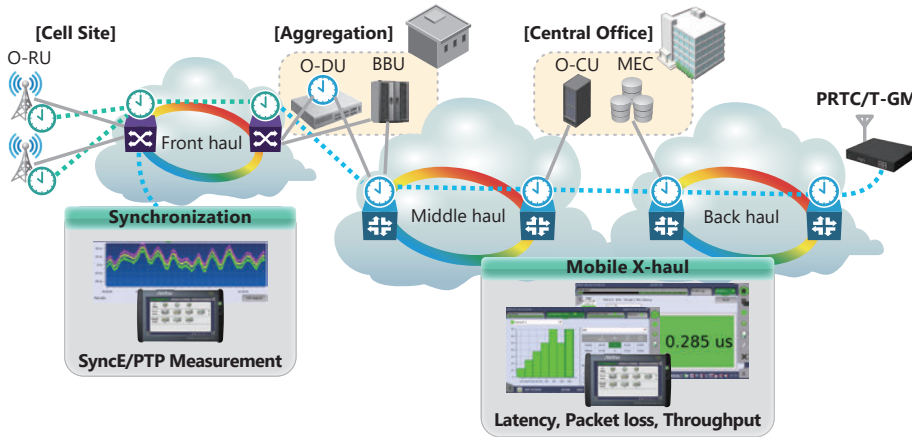 [Cell Site]
[Aggregation]
[Central Office]
O-RU
O-DU
BBU
O-CU
MEC
PRTC/T-GM
Front haul
Middle haul
Back haul
Synchronization
SyncE/PTP Measurement
Mobile X-haul
0.285 us
Latency, Packet loss, Throughput